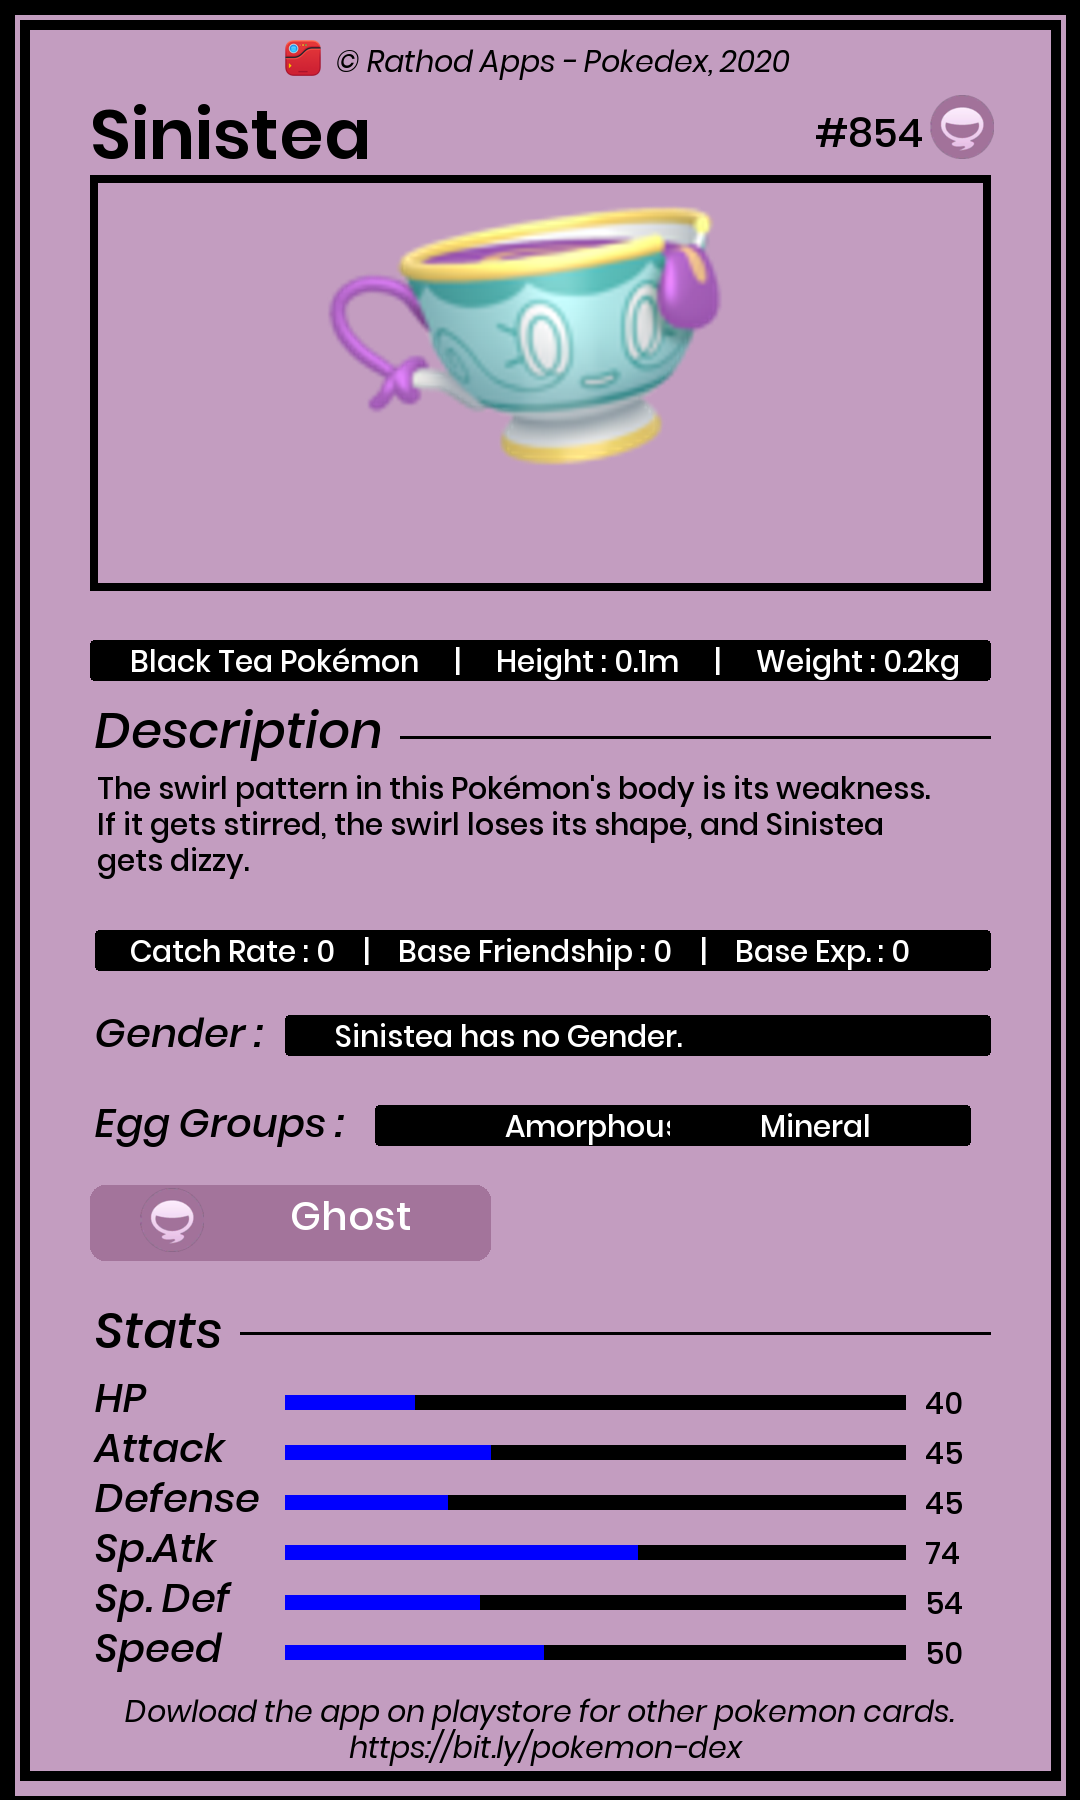 © Rathod Apps - Pokedex, 2020
Sinistea #854
Black Tea Pokémon | Height : 0.1m | Weight : 0.2kg
Description
The swirl pattern in this Pokémon's body is its weakness.
If it gets stirred, the swirl loses its shape, and Sinistea
gets dizzy.
Catch Rate : 0 | Base Friendship : 0 | Base Exp. : 0
Gender : Sinistea has no Gender.
Egg Groups : Amorphous Mineral
Ghost
Stats
HP 40
Attack 45
Defense 45
Sp.Atk 74
Sp. Def 54
Speed 50
Dowload the app on playstore for other pokemon cards.
https://bit.ly/pokemon-dex